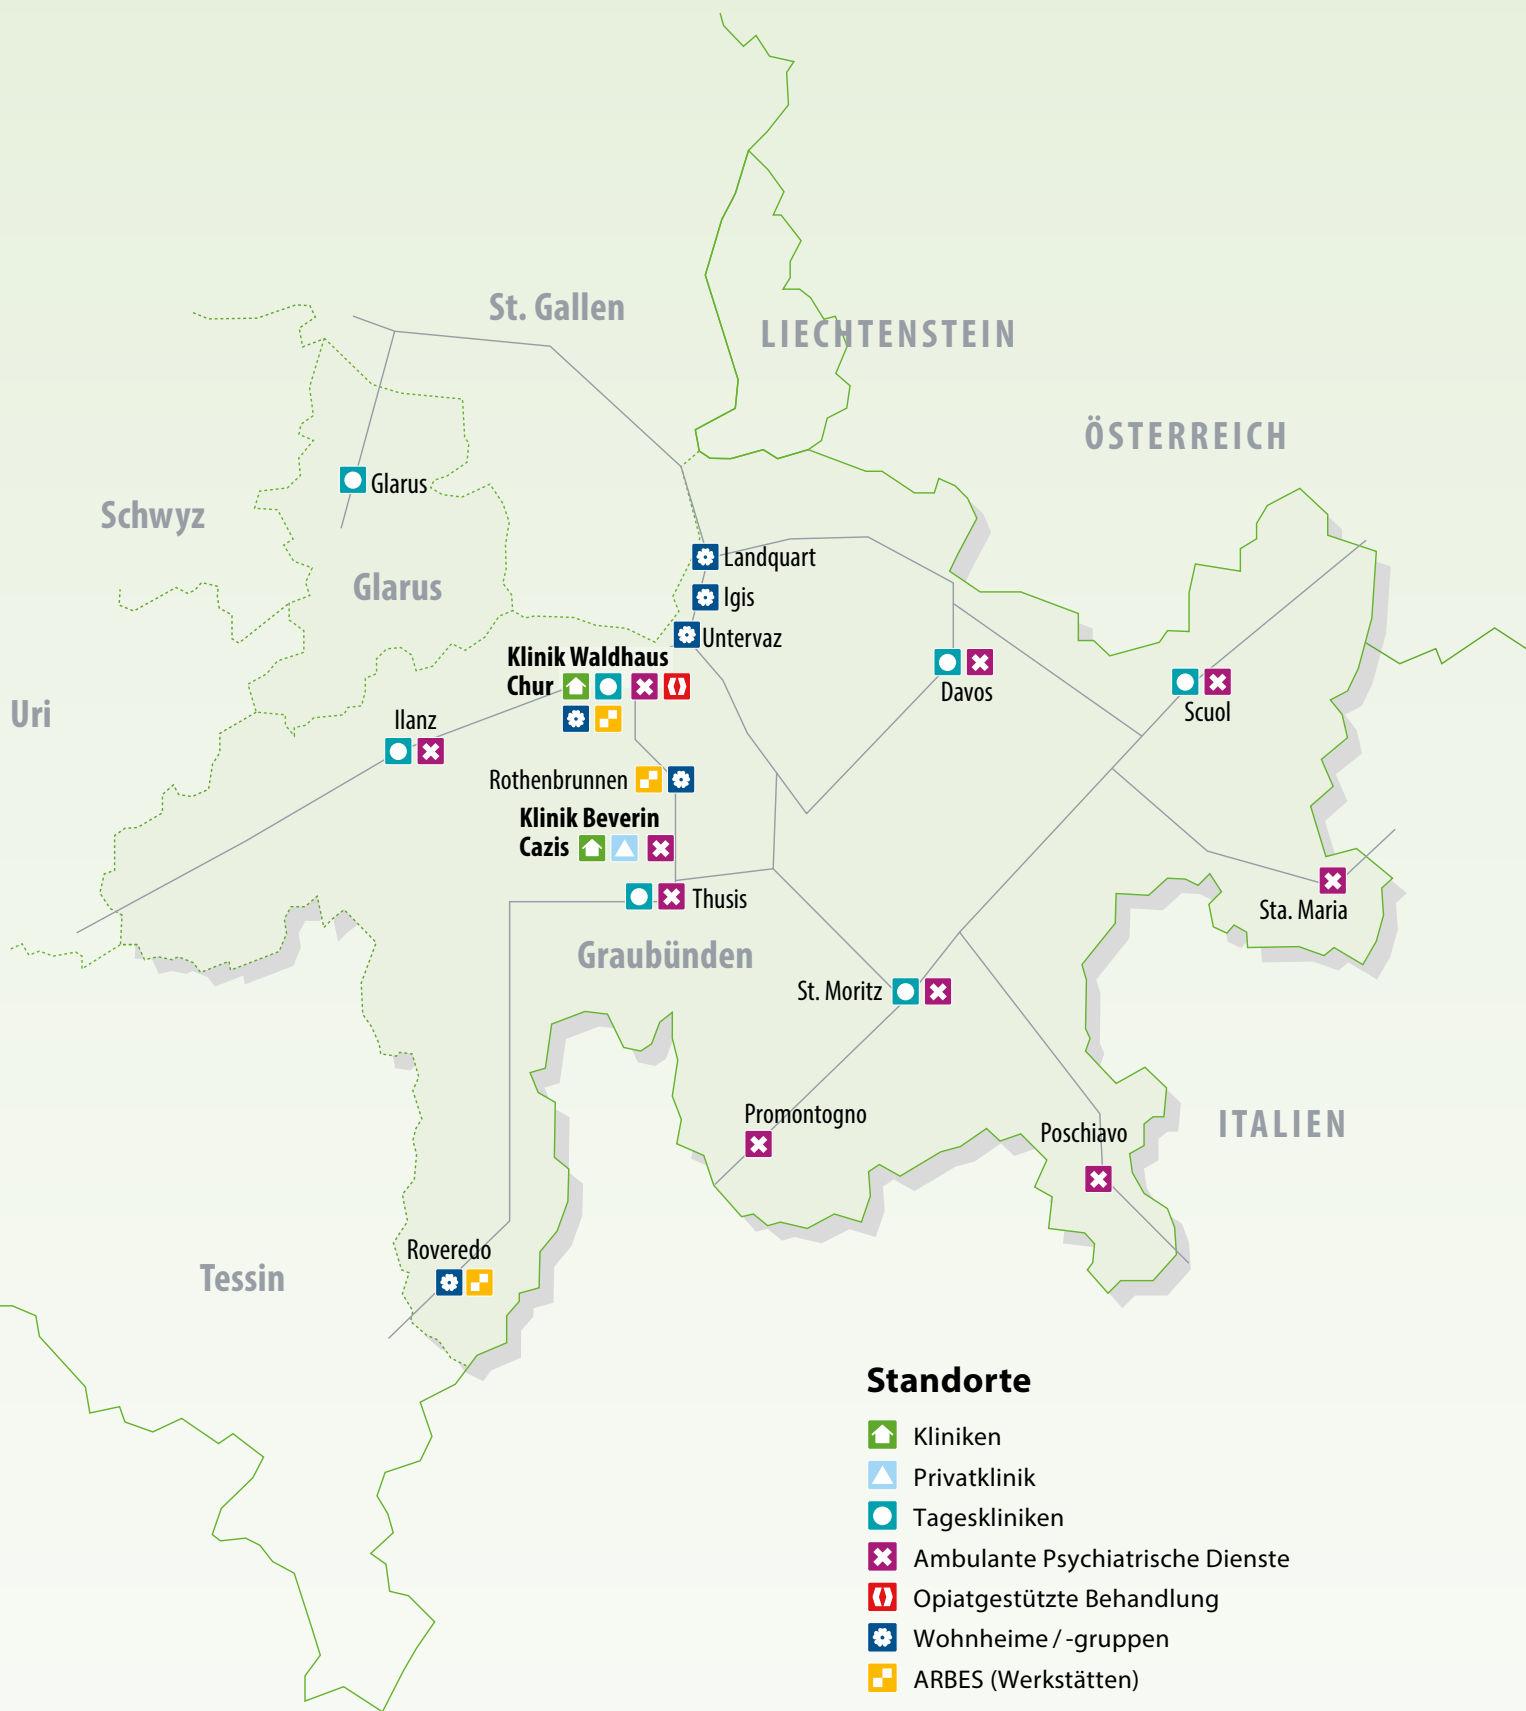 St. Gallen
LIECHTENSTEIN
ÖSTERREICH
Glarus
Schwyz
Landquart
Glarus
Igis
Untervaz
Klinik Waldhaus
Chur
Davos
Scuol
Uri
Ilanz
Rothenbrunnen
Klinik Beverin
Cazis
Thusis
Sta. Maria
Graubünden
St. Moritz
Promontogno
Poschiavo
ITALIEN
Roveredo
Tessin
Standorte
Kliniken
Privatklinik
Tageskliniken
Ambulante Psychiatrische Dienste
Opiatgestützte Behandlung
Wohnheime / -gruppen
ARBES (Werkstätten)